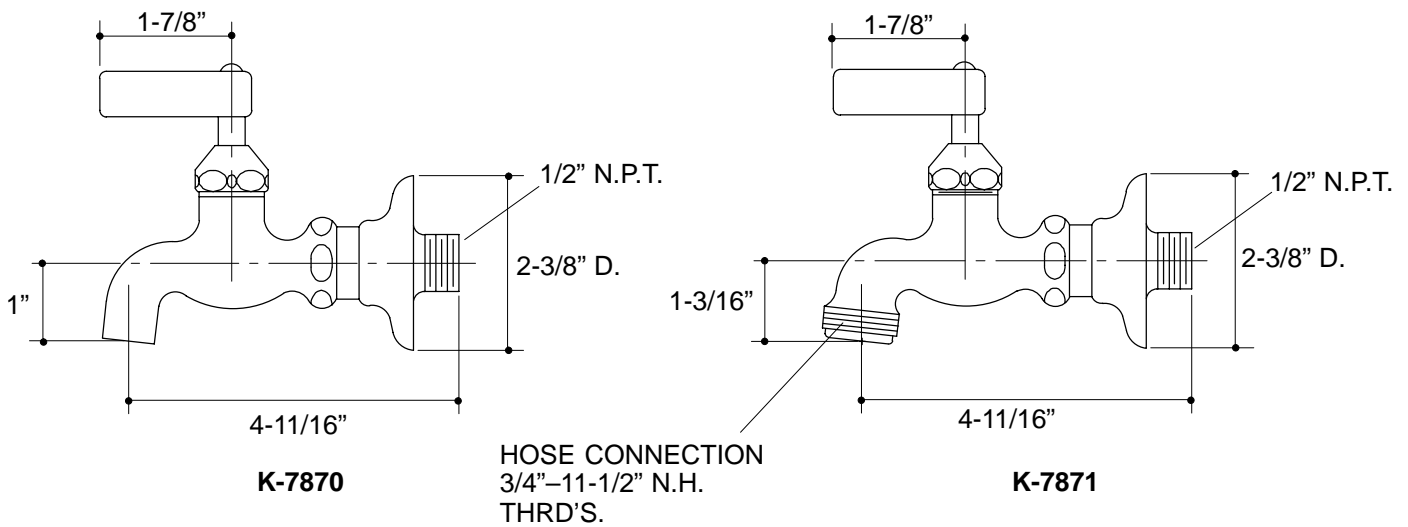 1-7/8”
1/2” N.P.T.
2-3/8” D.
1”
4-11/16”
K-7870
1-7/8”
1/2” N.P.T.
2-3/8” D.
1-3/16”
4-11/16”
HOSE CONNECTION
3/4”–11-1/2” N.H.
THRD’S.
K-7871